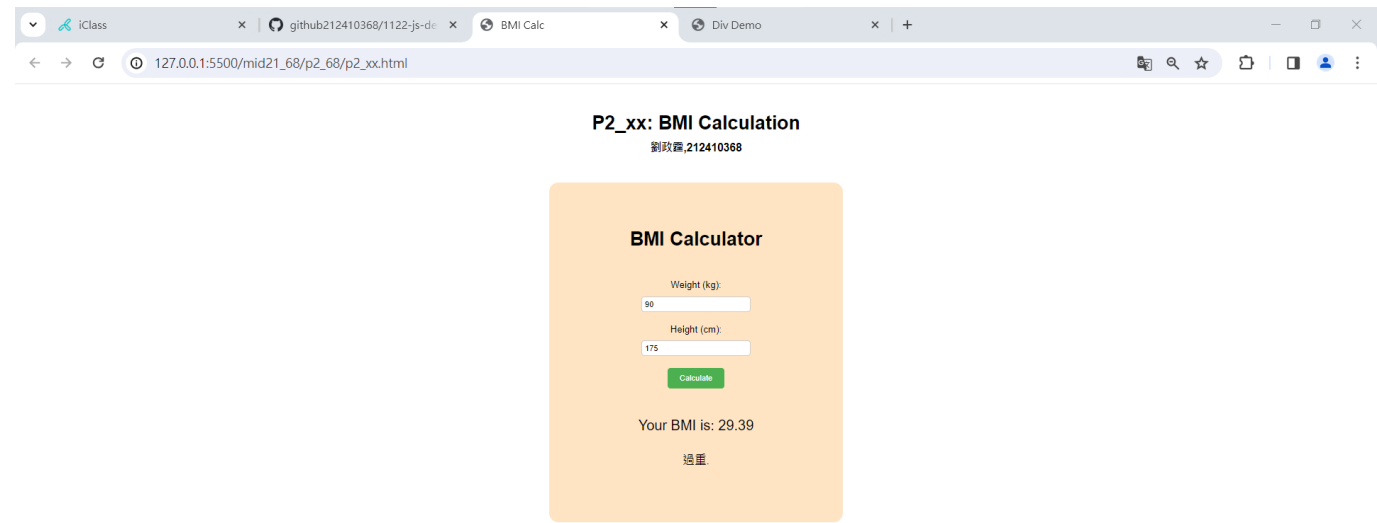 iClass
github212410368/1122-js-de
BMI Calc
Div Demo
127.0.0.1:5500/mid21_68/p2_68/p2_xx.html
P2_xx: BMI Calculation
劉政霆,212410368
BMI Calculator
Weight (kg):
90
Height (cm):
175
Calculate
Your BMI is: 29.39
過重.